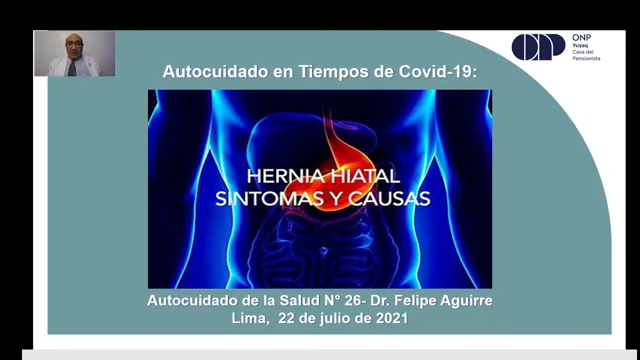 ONP
ONP
Yuyaq
Casa del
Pensionista
Autocuidado en Tiempos de Covid-19:
HERNIA HIATAL
SINTOMAS Y CAUSAS
Autocuidado de la Salud N° 26- Dr. Felipe Aguirre
Lima, 22 de julio de 2021